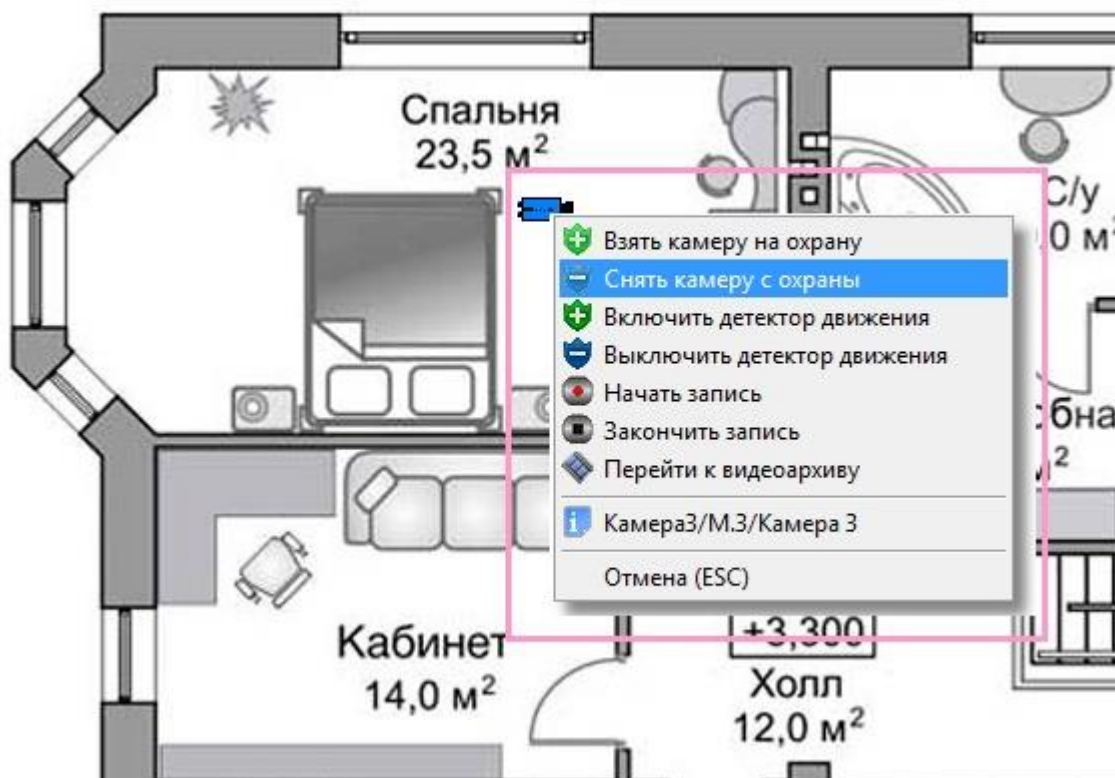 Спальня
23,5 м²
С/у
,0 м²
Взять камеру на охрану
Снять камеру с охраны
Включить детектор движения
Выключить детектор движения
Начать запись
Закончить запись
Перейти к видеоархиву
Камера3/М.3/Камера 3
Отмена (ESC)
Кабинет
14,0 м²
+3,300
Холл
12,0 м²